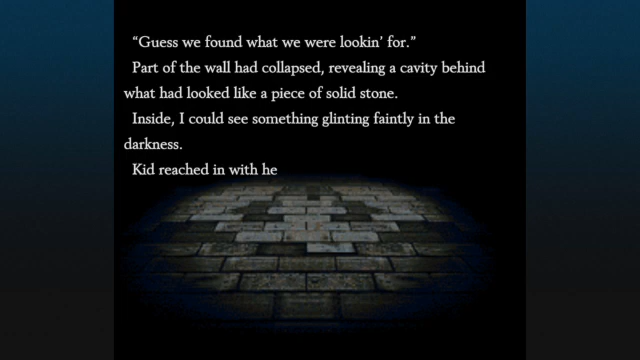 “Guess we found what we were lookin’ for.”
Part of the wall had collapsed, revealing a cavity behind
what had looked like a piece of solid stone.
Inside, I could see something glinting faintly in the
darkness.
Kid reached in with he